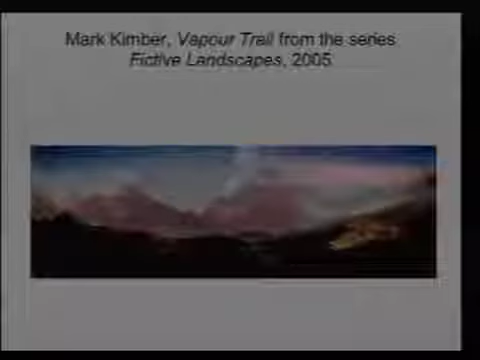 Mark Kimber, Vapour Trail from the series
Fictive Landscapes, 2005